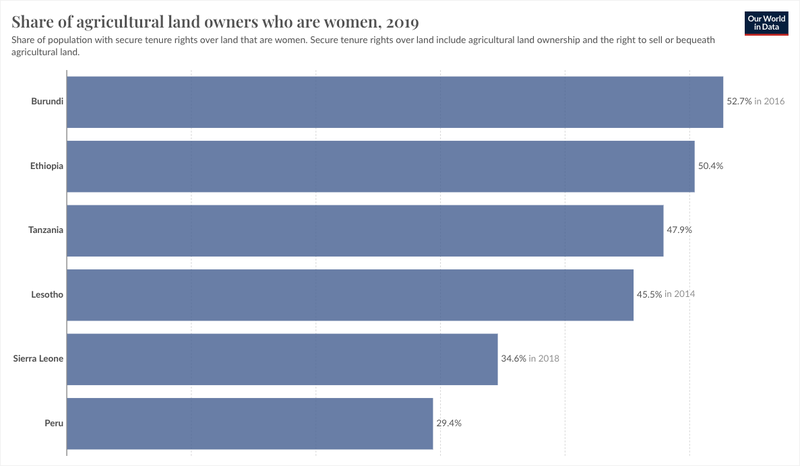 Share of agricultural land owners who are women, 2019
Our World
in Data
Share of population with secure tenure rights over land that are women. Secure tenure rights over land include agricultural land ownership and the right to sell or bequeath
agricultural land.
Burundi 52.7% in 2016
Ethiopia 50.4%
Tanzania 47.9%
Lesotho 45.5% in 2014
Sierra Leone 34.6% in 2018
Peru 29.4%